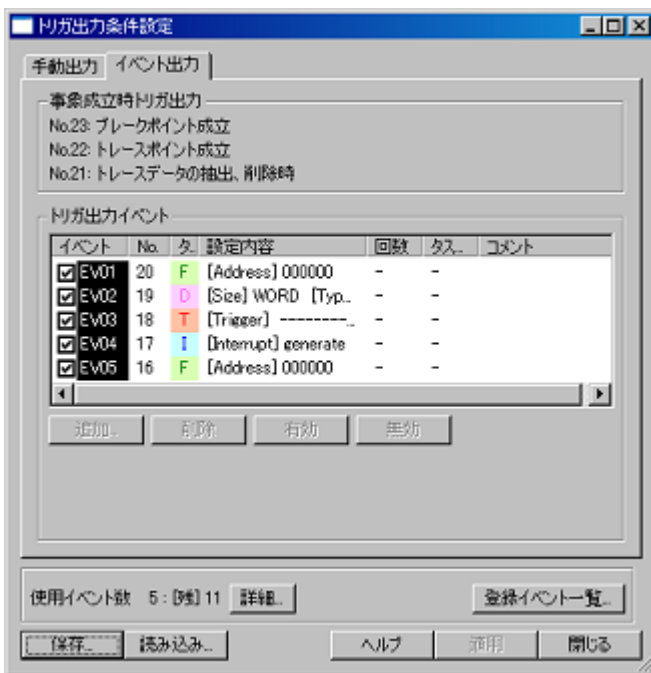 トリガ出力条件設定
手動出力 イベント出力
事象成立時トリガ出力
No.23: ブレークポイント成立
No.22: トレースポイント成立
No.21: トレースデータの抽出、削除時
トリガ出力イベント
イベント No. タ.. 設定内容 回数 タス... コメント
EV01 20 F [Address] 000000 - -
EV02 19 D [Size] WORD [Typ... - -
EV03 18 T [Trigger] --------... - -
EV04 17 I [Interrupt] generate - -
EV05 16 F [Address] 000000 - -
追加... 削除 有効 無効
使用イベント数 5 : [残] 11 詳細... 登録イベント一覧...
保存... 読み込み... ヘルプ 適用 閉じる